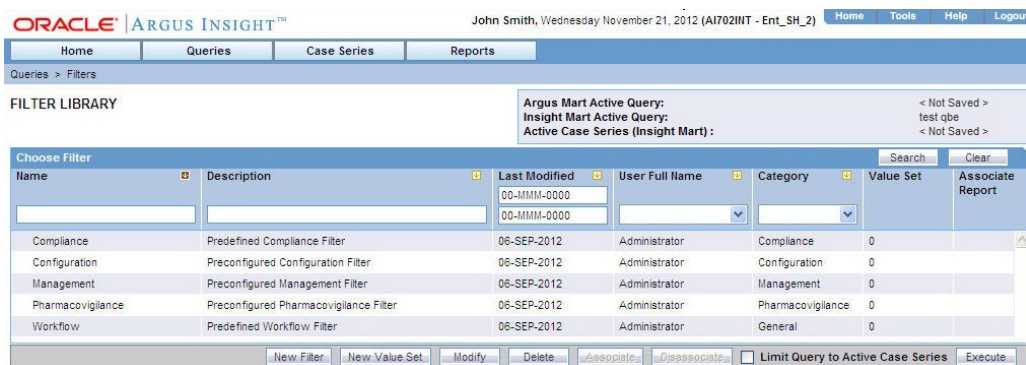 ORACLE | ARGUS INSIGHT™
John Smith, Wednesday November 21, 2012 (AI702INT - Ent_SH_2)
Home Tools Help Logout
Home Queries Case Series Reports
Queries > Filters
FILTER LIBRARY
Argus Mart Active Query: < Not Saved >
Insight Mart Active Query: test qbe
Active Case Series (Insight Mart) : < Not Saved >
Choose Filter Search Clear
Name Description Last Modified User Full Name Category Value Set Associate Report
00-MMM-0000
00-MMM-0000
Compliance Predefined Compliance Filter 06-SEP-2012 Administrator Compliance 0
Configuration Preconfigured Configuration Filter 06-SEP-2012 Administrator Configuration 0
Management Preconfigured Management Filter 06-SEP-2012 Administrator Management 0
Pharmacovigilance Preconfigured Pharmacovigilance Filter 06-SEP-2012 Administrator Pharmacovigilance 0
Workflow Predefined Workflow Filter 06-SEP-2012 Administrator General 0
New Filter New Value Set Modify Delete Associate Disassociate Limit Query to Active Case Series Execute